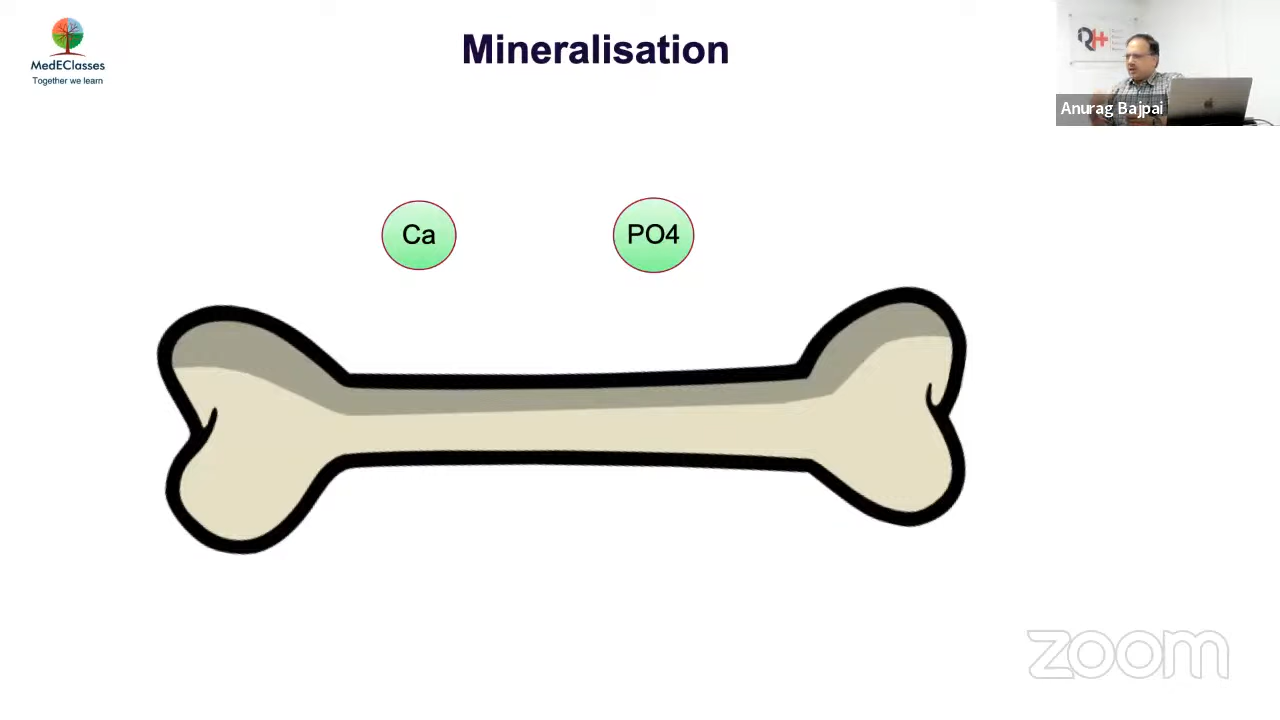 MedEClasses
Together we learn
Mineralisation
Anurag Bajpai
Ca
PO4
zoom